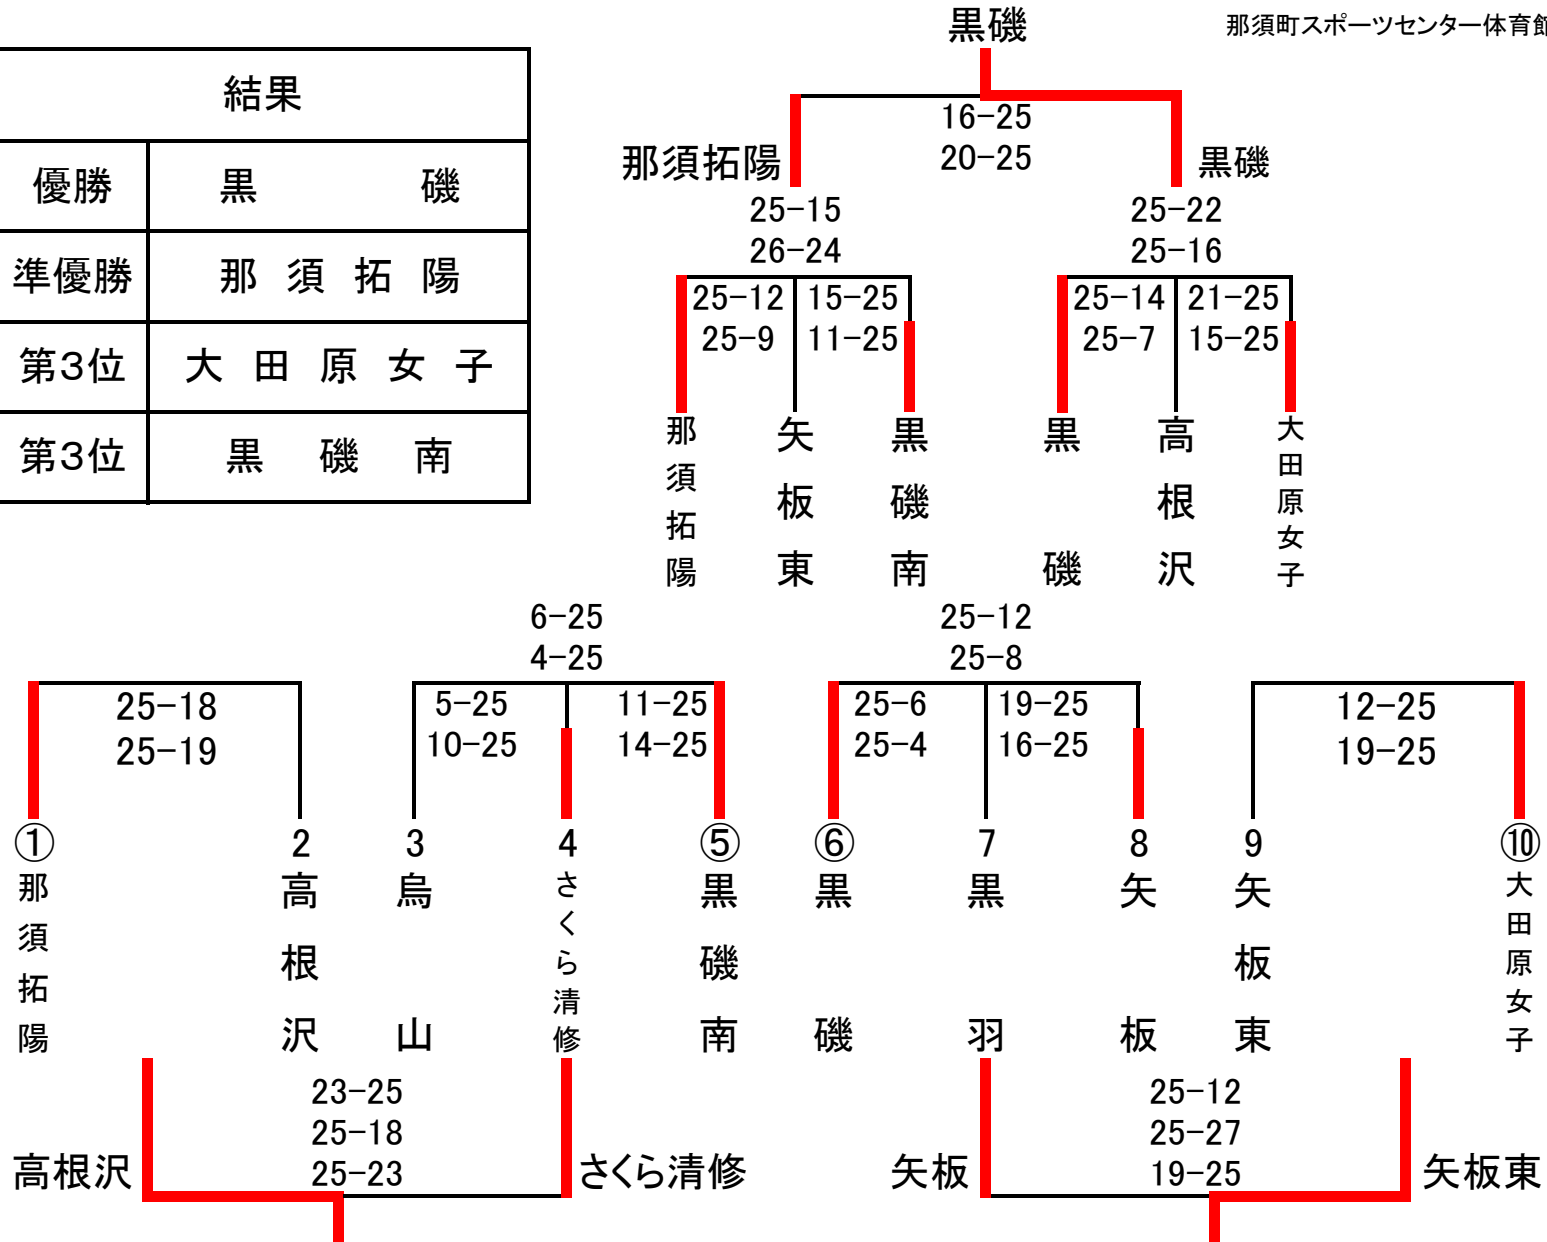 黒磯
那須町スポーツセンター体育館
結果
優勝 黒磯
準優勝 那須拓陽
第3位 大田原女子
第3位 黒磯南
16-25
20-25
那須拓陽
黒磯
25-15
26-24
25-22
25-16
25-12 15-25
25-9 11-25
25-14 21-25
25-7 15-25
那須拓陽
矢板東
黒磯南
黒磯
高根沢
大田原女子
6-25
4-25
25-12
25-8
25-18
25-19
5-25 11-25
10-25 14-25
25-6 19-25
25-4 16-25
12-25
19-25
① 那須拓陽
2 高根沢
3 烏山
4 さくら清修
⑤ 黒磯南
⑥ 黒磯
7 黒羽
8 矢板
9 矢板東
⑩ 大田原女子
23-25
25-18
25-23
高根沢
さくら清修
25-12
25-27
19-25
矢板
矢板東